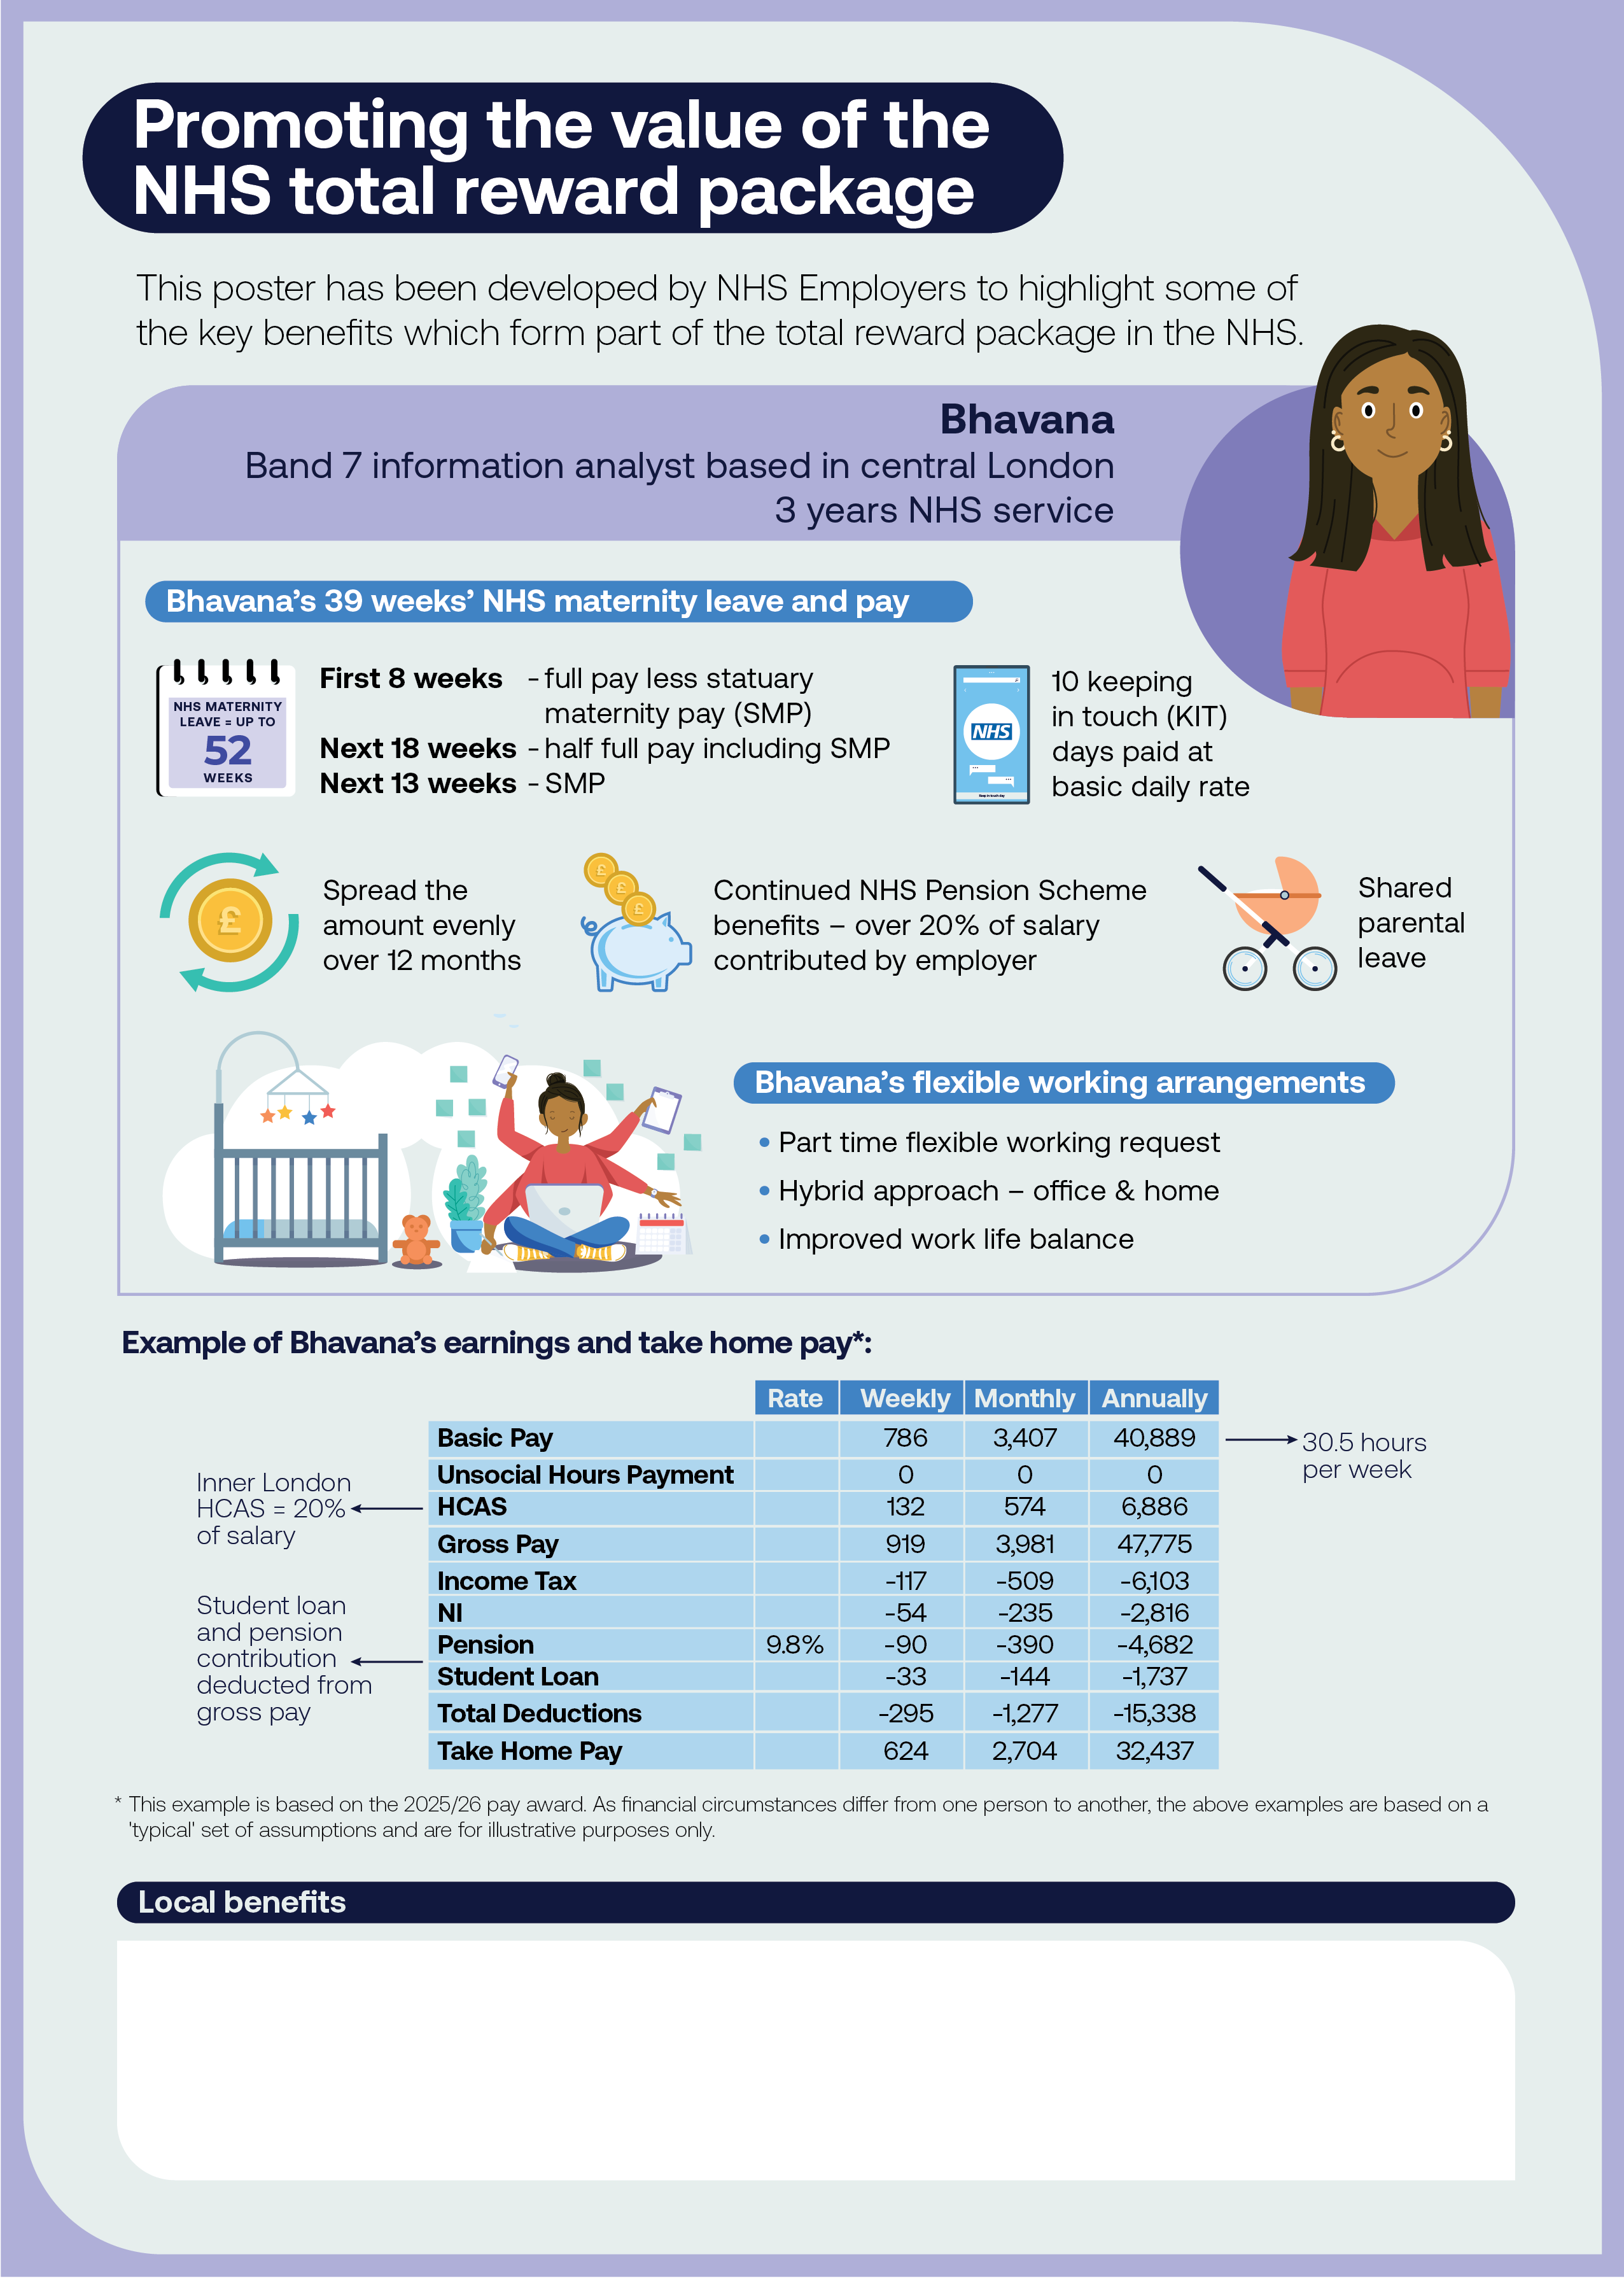 Promoting the value of the
NHS total reward package
This poster has been developed by NHS Employers to highlight some of
the key benefits which form part of the total reward package in the NHS.
Bhavana
Band 7 information analyst based in central London
3 years NHS service
Bhavana’s 39 weeks’ NHS maternity leave and pay
NHS MATERNITY
LEAVE = UP TO
52
WEEKS
First 8 weeks - full pay less statuary
maternity pay (SMP)
Next 18 weeks - half full pay including SMP
Next 13 weeks - SMP
NHS
Keep in touch day
10 keeping
in touch (KIT)
days paid at
basic daily rate
£
Spread the
amount evenly
over 12 months
£
£
£
Continued NHS Pension Scheme
benefits – over 20% of salary
contributed by employer
Shared
parental
leave
Bhavana’s flexible working arrangements
• Part time flexible working request
• Hybrid approach – office & home
• Improved work life balance
Example of Bhavana’s earnings and take home pay*:
Rate Weekly Monthly Annually
Basic Pay 786 3,407 40,889
30.5 hours
per week
Unsocial Hours Payment 0 0 0
Inner London
HCAS = 20%
of salary
HCAS 132 574 6,886
Gross Pay 919 3,981 47,775
Income Tax -117 -509 -6,103
NI -54 -235 -2,816
Student loan
and pension
contribution
deducted from
gross pay
Pension 9.8% -90 -390 -4,682
Student Loan -33 -144 -1,737
Total Deductions -295 -1,277 -15,338
Take Home Pay 624 2,704 32,437
* This example is based on the 2025/26 pay award. As financial circumstances differ from one person to another, the above examples are based on a
'typical' set of assumptions and are for illustrative purposes only.
Local benefits